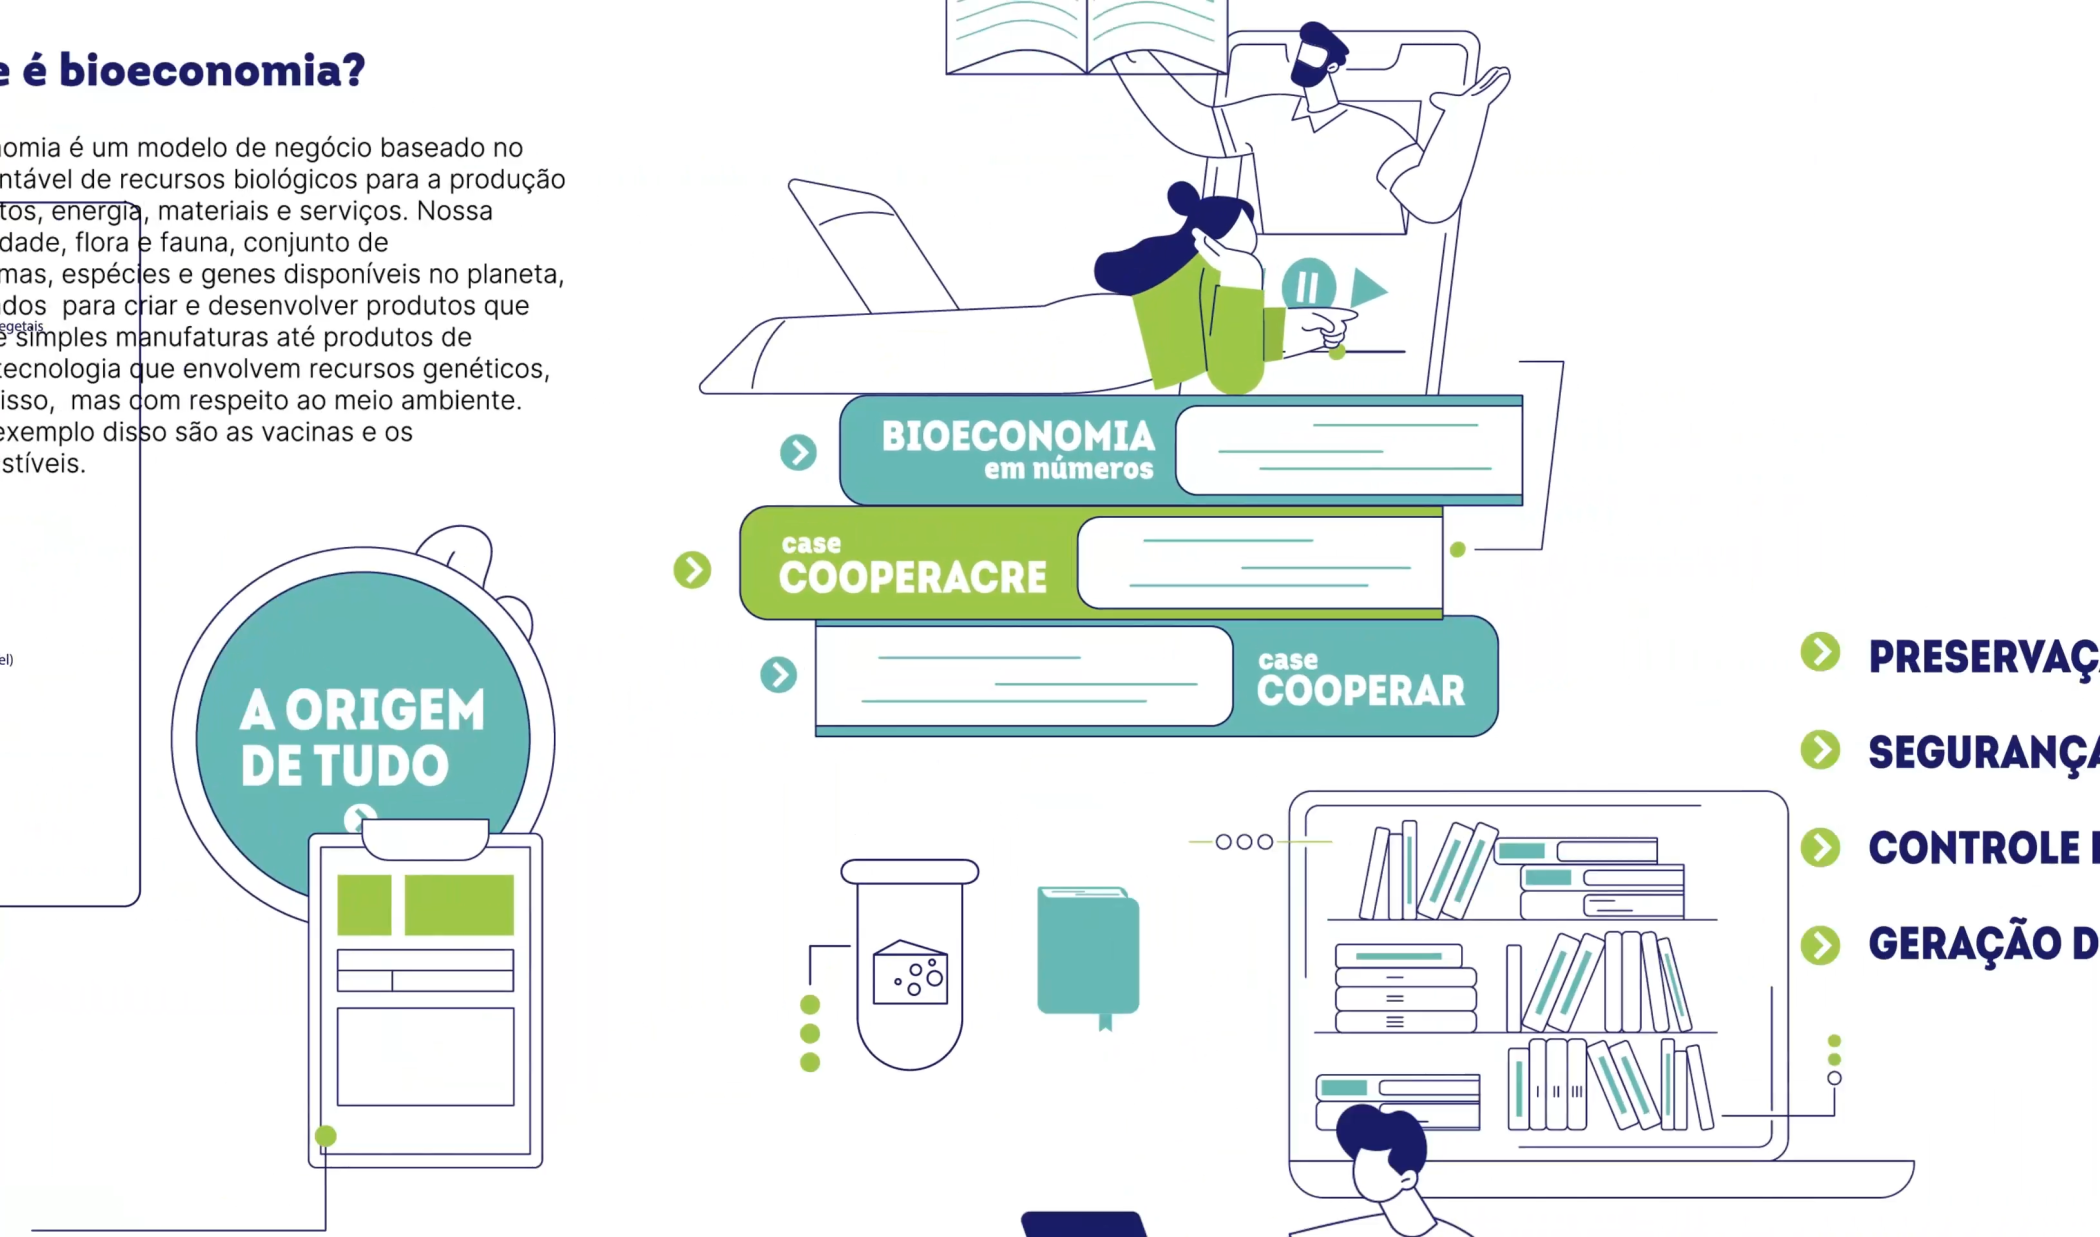 e é bioeconomia?
nomia é um modelo de negócio baseado no
ntável de recursos biológicos para a produção
tos, energia, materiais e serviços. Nossa
dade, flora e fauna, conjunto de
mas, espécies e genes disponíveis no planeta,
dos para criar e desenvolver produtos que
egetais
e simples manufaturas até produtos de
tecnologia que envolvem recursos genéticos,
isso, mas com respeito ao meio ambiente.
exemplo disso são as vacinas e os
stíveis.
el)
A ORIGEM
DE TUDO
BIOECONOMIA
em números
case
COOPERACRE
case
COOPERAR
PRESERVAÇ
SEGURANÇA
CONTROLE
GERAÇÃO D
I II III